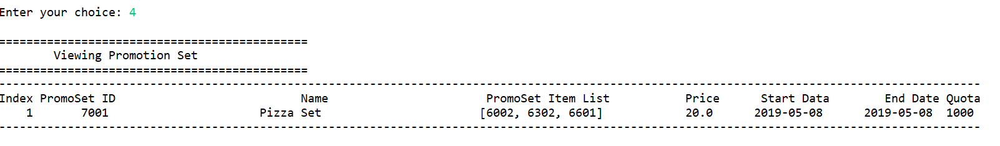 Enter your choice: 4
=============================================
Viewing Promotion Set
=============================================
-----------------------------------------------------------------------------------------------------------------------------------------------
Index PromoSet ID Name PromoSet Item List Price Start Data End Date Quota
1 7001 Pizza Set [6002, 6302, 6601] 20.0 2019-05-08 2019-05-08 1000
-----------------------------------------------------------------------------------------------------------------------------------------------